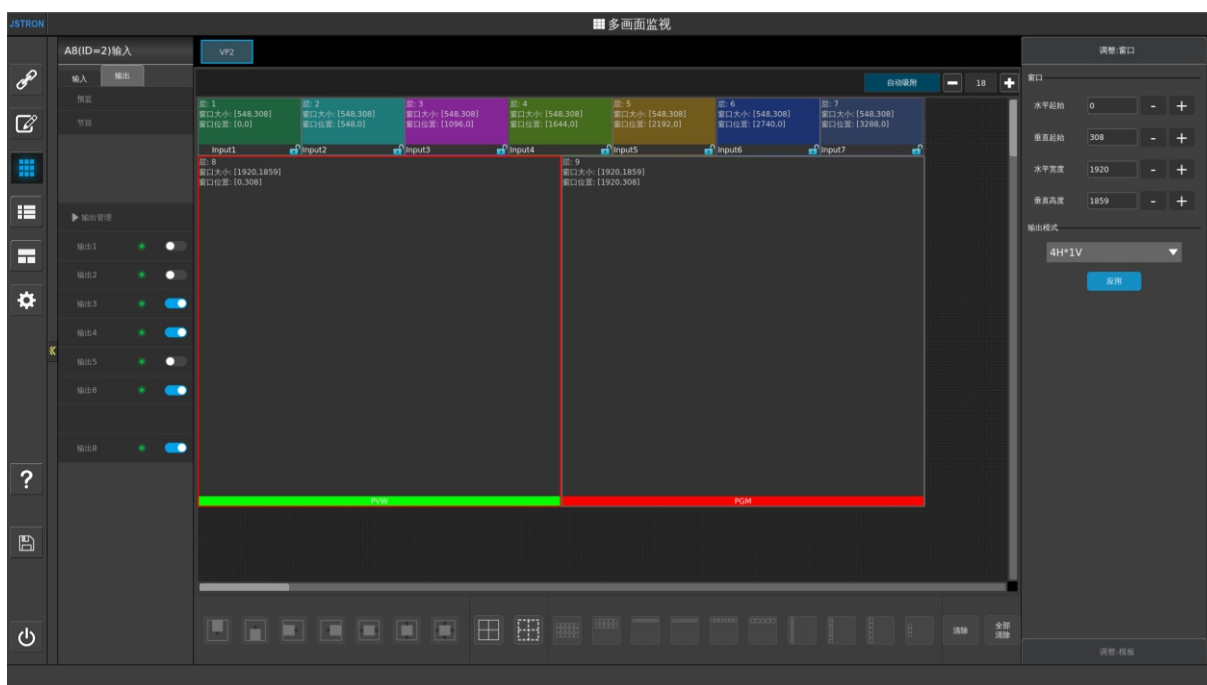 JSTRON
多画面监视
A8(ID=2)输入
输入
输出
预监
节目
输出管理
输出1
输出2
输出3
输出4
输出5
输出6
输出8
VP2
自动吸附
18
层: 1
窗口大小: [548,308]
窗口位置: [0,0]
Input1
层: 2
窗口大小: [548,308]
窗口位置: [548,0]
Input2
层: 3
窗口大小: [548,308]
窗口位置: [1096,0]
Input3
层: 4
窗口大小: [548,308]
窗口位置: [1644,0]
Input4
层: 5
窗口大小: [548,308]
窗口位置: [2192,0]
Input5
层: 6
窗口大小: [548,308]
窗口位置: [2740,0]
Input6
层: 7
窗口大小: [548,308]
窗口位置: [3288,0]
Input7
层: 8
窗口大小: [1920,1859]
窗口位置: [0,308]
PVW
层: 9
窗口大小: [1920,1859]
窗口位置: [1920,308]
PGM
清除
全部
清除
调整:窗口
窗口
水平起始 0 - +
垂直起始 308 - +
水平宽度 1920 - +
垂直高度 1859 - +
输出模式
4H*1V
应用
调整:模板